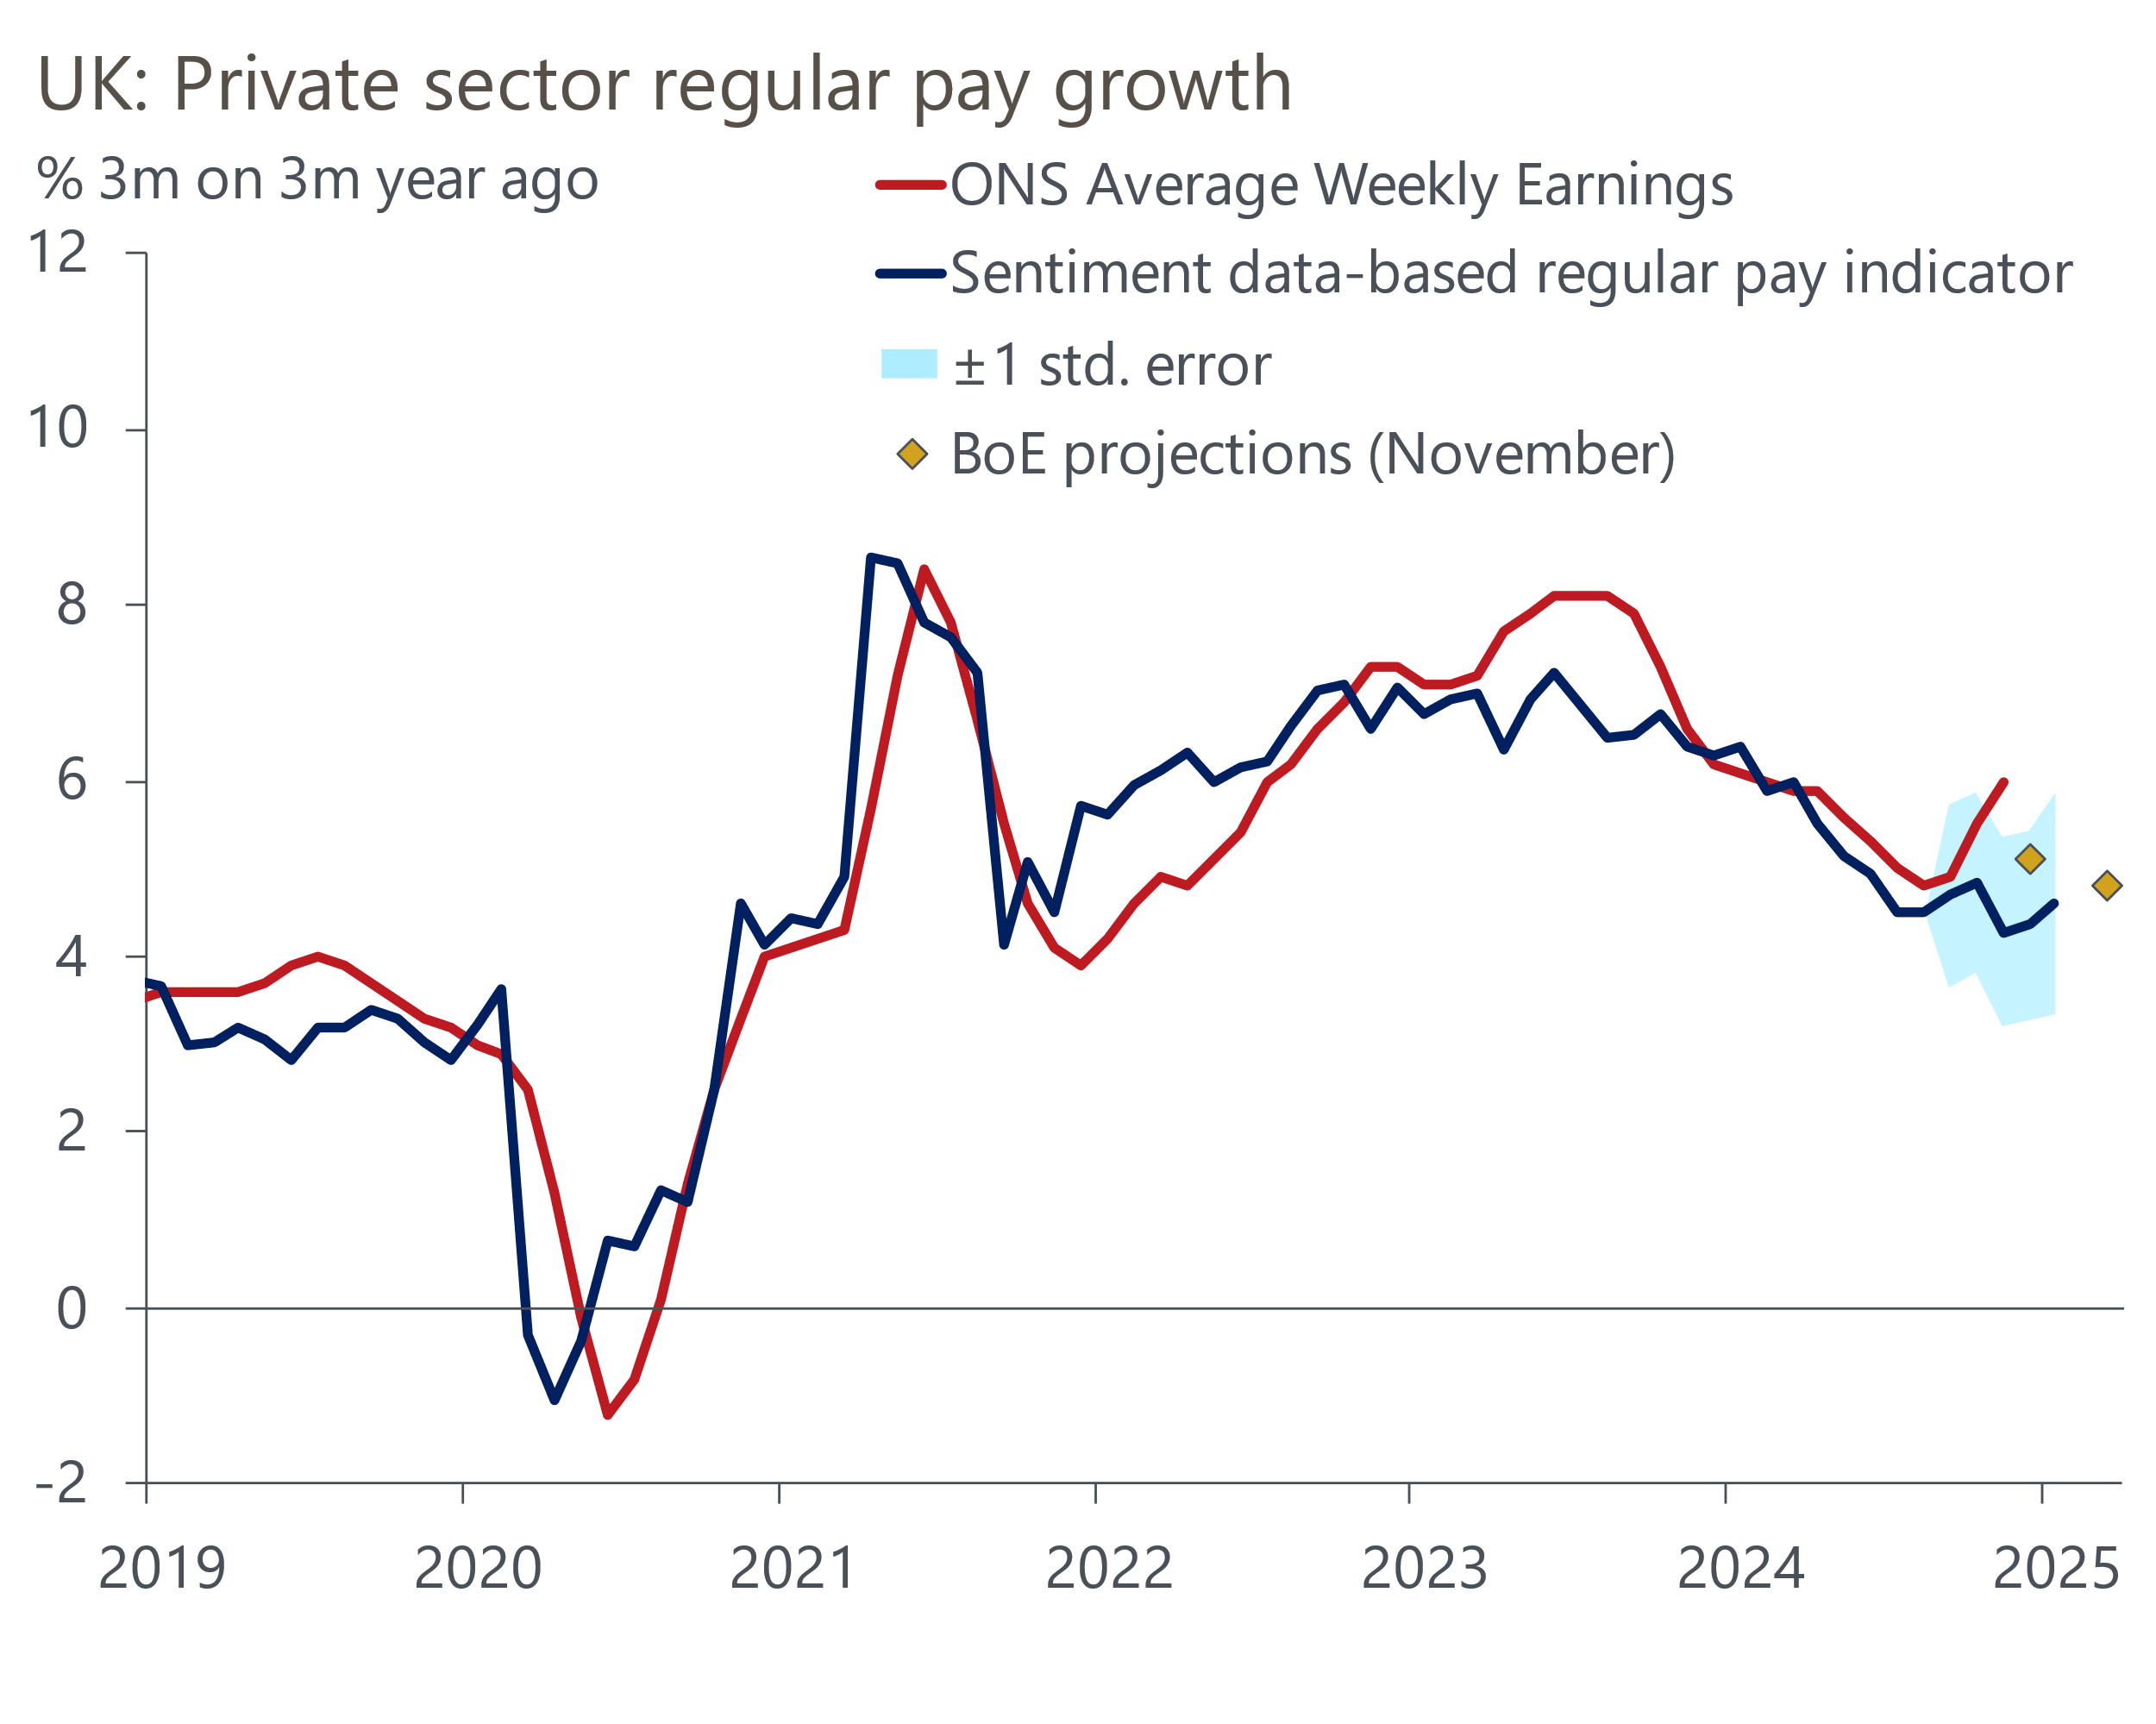 UK: Private sector regular pay growth
% 3m on 3m year ago
ONS Average Weekly Earnings
Sentiment data-based regular pay indicator
±1 std. error
BoE projections (November)
12
10
8
6
4
2
0
-2
2019 2020 2021 2022 2023 2024 2025